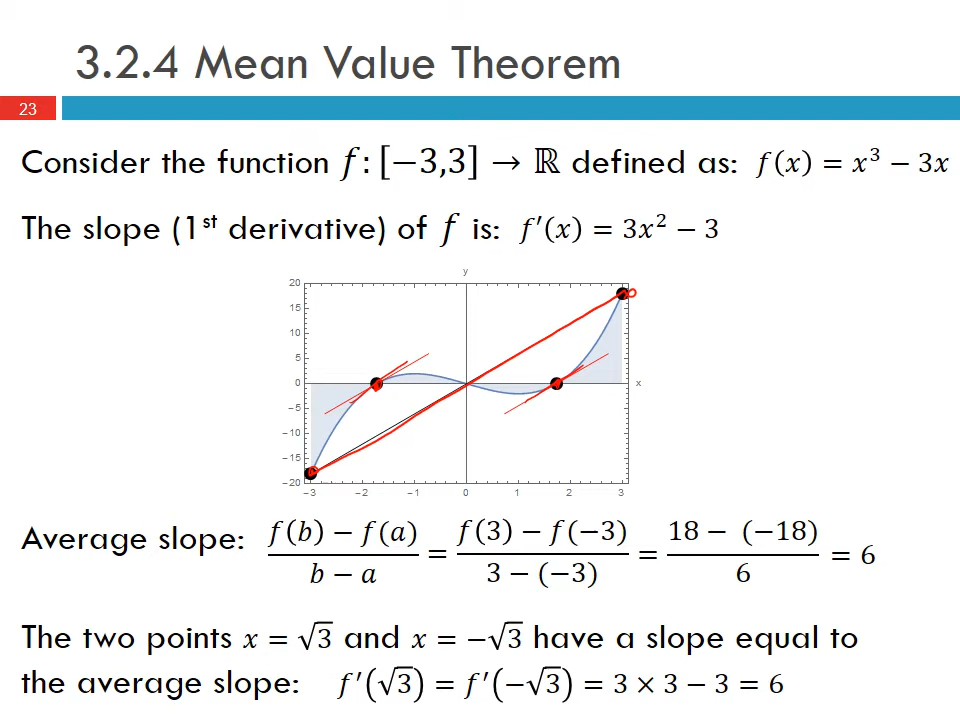 3.2.4 Mean Value Theorem
23
Consider the function f: [−3,3] → ℝ defined as: f(x) = x³ − 3x
The slope (1st derivative) of f is: f′(x) = 3x² − 3
y
20
15
10
5
0
−5
−10
−15
−20
x
−3 −2 −1 0 1 2 3
Average slope: (f(b) − f(a))/(b − a) = (f(3) − f(−3))/(3 − (−3)) = (18 − (−18))/6 = 6
The two points x = √3 and x = −√3 have a slope equal to
the average slope: f′(√3) = f′(−√3) = 3 × 3 − 3 = 6